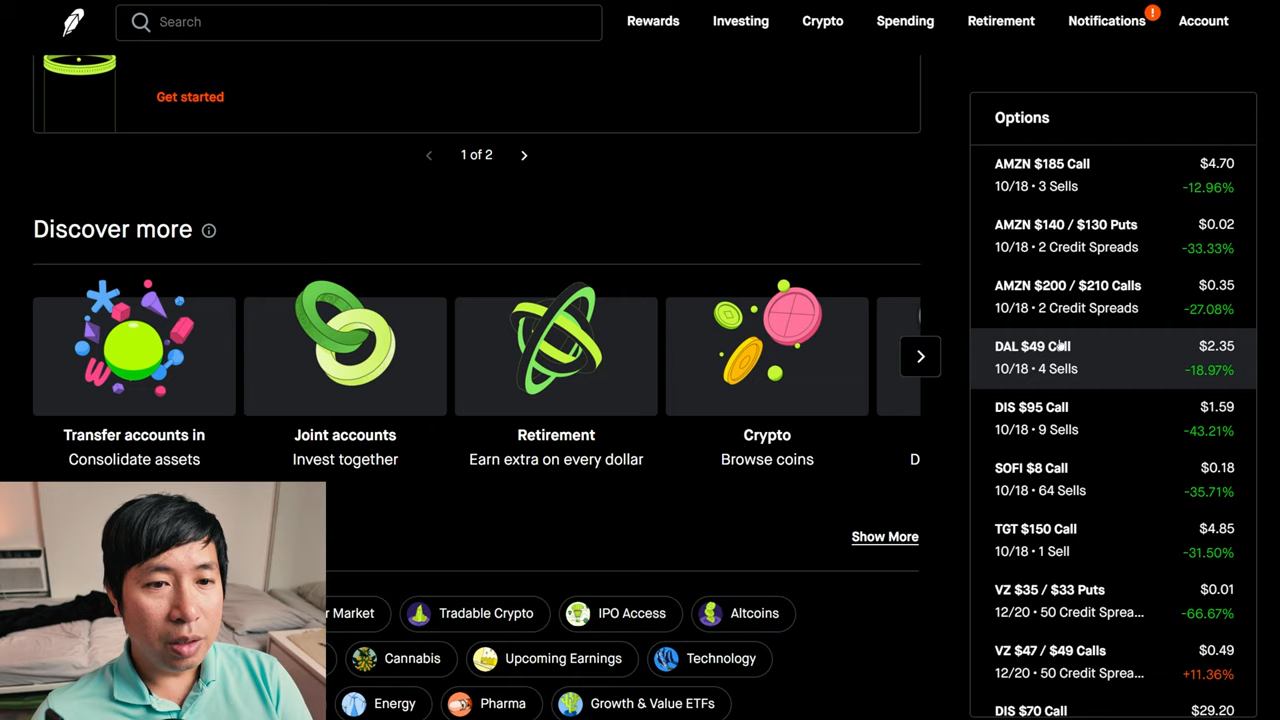 Search
Rewards
Investing
Crypto
Spending
Retirement
Notifications
!
Account
Get started
1 of 2
Discover more
Transfer accounts in
Consolidate assets
Joint accounts
Invest together
Retirement
Earn extra on every dollar
Crypto
Browse coins
D
Show More
r Market
Tradable Crypto
IPO Access
Altcoins
Cannabis
Upcoming Earnings
Technology
Energy
Pharma
Growth & Value ETFs
Options
AMZN $185 Call $4.70
10/18 • 3 Sells -12.96%
AMZN $140 / $130 Puts $0.02
10/18 • 2 Credit Spreads -33.33%
AMZN $200 / $210 Calls $0.35
10/18 • 2 Credit Spreads -27.08%
DAL $49 Call $2.35
10/18 • 4 Sells -18.97%
DIS $95 Call $1.59
10/18 • 9 Sells -43.21%
SOFI $8 Call $0.18
10/18 • 64 Sells -35.71%
TGT $150 Call $4.85
10/18 • 1 Sell -31.50%
VZ $35 / $33 Puts $0.01
12/20 • 50 Credit Sprea... -66.67%
VZ $47 / $49 Calls $0.49
12/20 • 50 Credit Sprea... +11.36%
DIS $70 Call $29.20